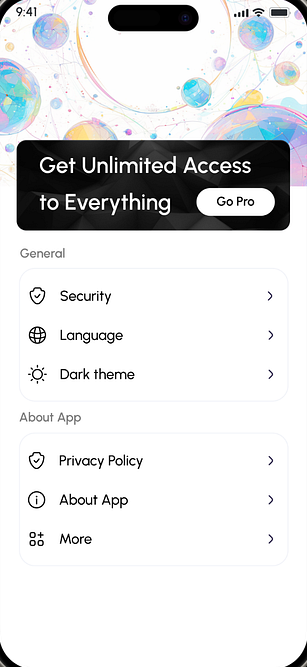 9:41
Get Unlimited Access
to Everything
Go Pro
General
Security
Language
Dark theme
About App
Privacy Policy
About App
More